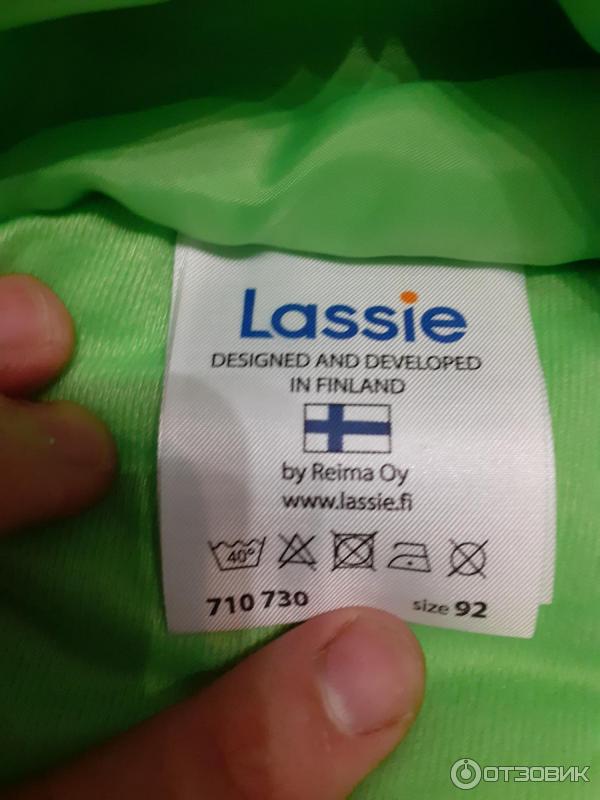 Lassie
DESIGNED AND DEVELOPED
IN FINLAND
by Reima Oy
www.lassie.fi
40°
710 730 size 92
ОТЗОВИК